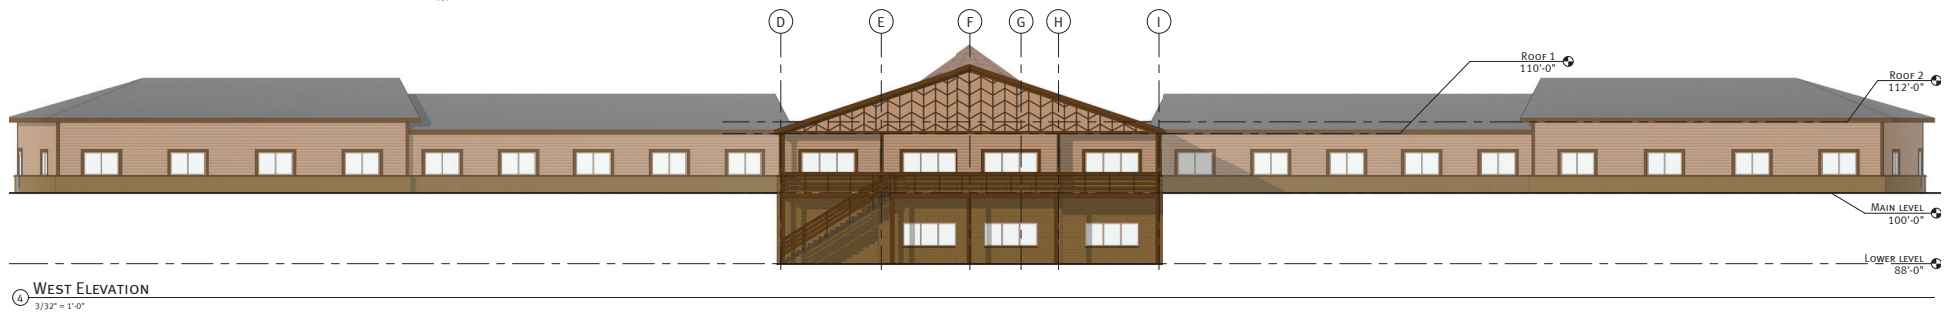 D E F G H I
Roof 1
110'-0"
Roof 2
112'-0"
Main level
100'-0"
Lower level
88'-0"
4 West Elevation
3/32" = 1'-0"